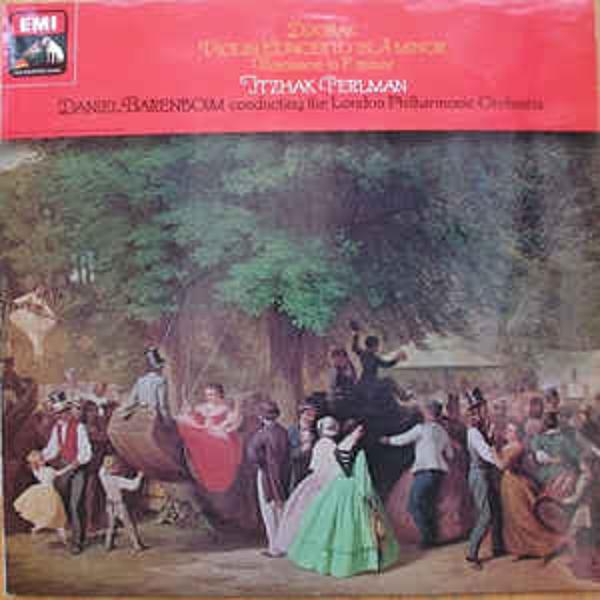 EMI
DVOŘÁK
VIOLIN CONCERTO IN A MINOR
Romance in F minor
ITZHAK PERLMAN
DANIEL BARENBOIM conducting the London Philharmonic Orchestra